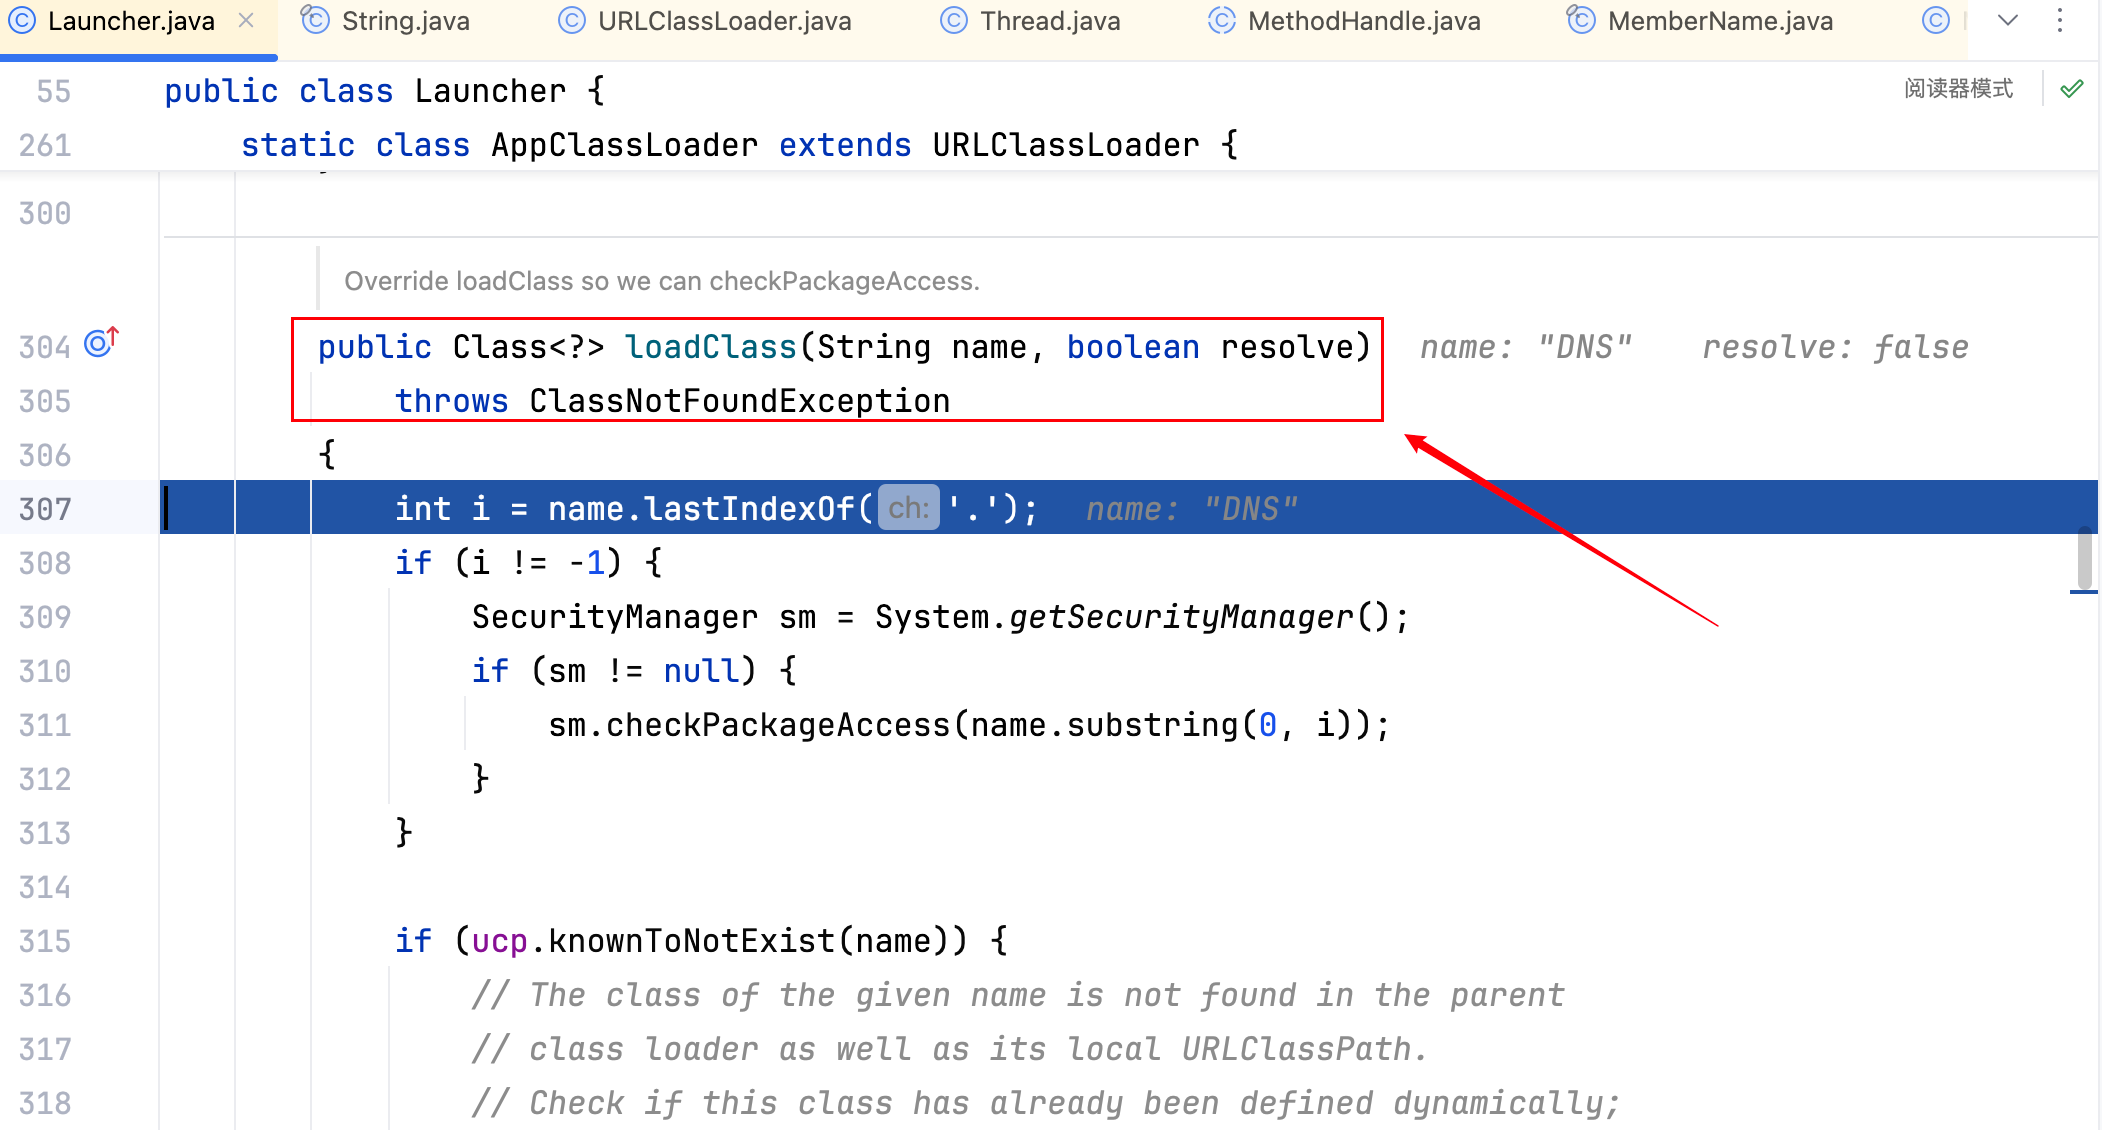 Launcher.java
String.java
URLClassLoader.java
Thread.java
MethodHandle.java
MemberName.java
55 public class Launcher {
阅读器模式
261 static class AppClassLoader extends URLClassLoader {
300
Override loadClass so we can checkPackageAccess.
304 public Class<?> loadClass(String name, boolean resolve) name: "DNS" resolve: false
305 throws ClassNotFoundException
306 {
307 int i = name.lastIndexOf( ch: '.'); name: "DNS"
308 if (i != -1) {
309 SecurityManager sm = System.getSecurityManager();
310 if (sm != null) {
311 sm.checkPackageAccess(name.substring(0, i));
312 }
313 }
314
315 if (ucp.knownToNotExist(name)) {
316 // The class of the given name is not found in the parent
317 // class loader as well as its local URLClassPath.
318 // Check if this class has already been defined dynamically;